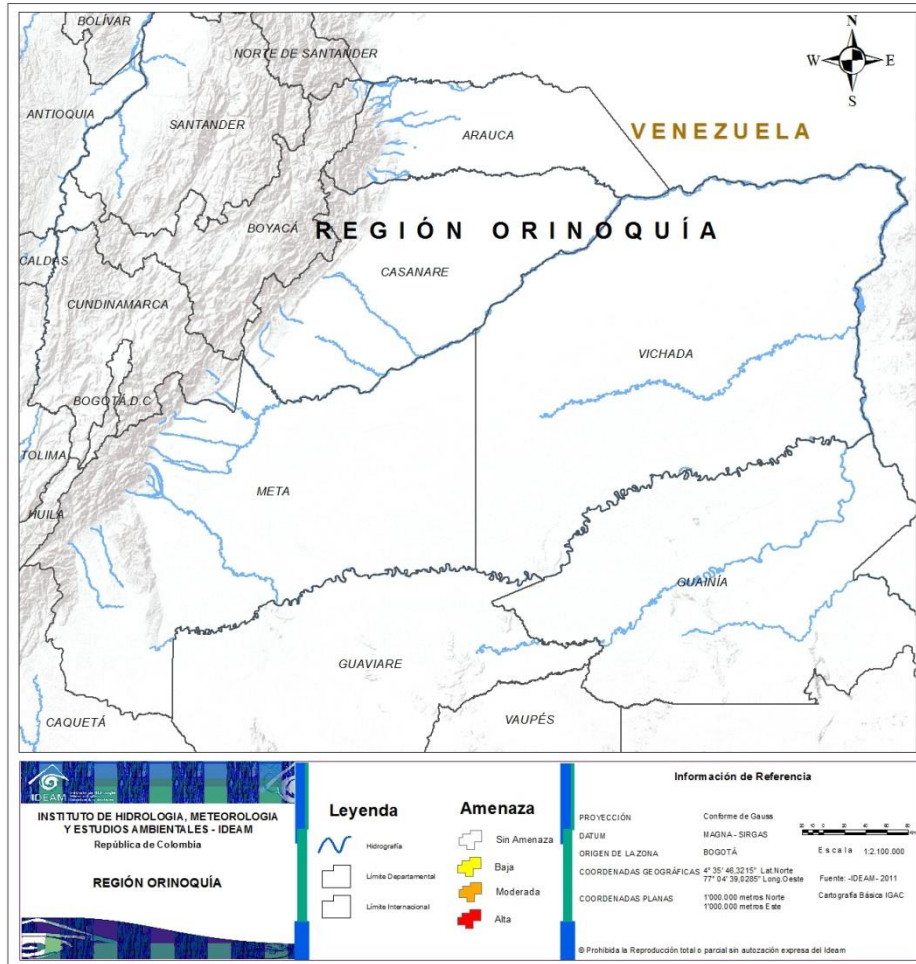 BOLÍVAR
NORTE DE SANTANDER
N
W E
S
ANTIOQUIA
SANTANDER
ARAUCA
VENEZUELA
BOYACÁ
REGIÓN ORINOQUÍA
CALDAS
CASANARE
CUNDINAMARCA
VICHADA
BOGOTÁ, D.C
TOLIMA
META
HUILA
GUAINÍA
GUAVIARE
CAQUETÁ
VAUPÉS
IDEAM
INSTITUTO DE HIDROLOGIA, METEOROLOGIA
Y ESTUDIOS AMBIENTALES - IDEAM
República de Colombia
REGIÓN ORINOQUÍA
Leyenda
Hidrografía
Límite Departamental
Límite Internacional
Amenaza
Sin Amenaza
Baja
Moderada
Alta
Información de Referencia
PROYECCIÓN Conforme de Gauss
DATUM MAGNA - SIRGAS
ORIGEN DE LA ZONA BOGOTÁ
COORDENADAS GEOGRÁFICAS 4° 35' 46,3215" Lat.Norte
77° 04' 39,0285" Long.Oeste
COORDENADAS PLANAS 1'000.000 metros Norte
1'000.000 metros Este
Escala 1:2.100.000
Fuente: -IDEAM- 2011
Cartografía Básica IGAC
© Prohibida la Reproducción total o parcial sin autozación expresa del Ideam